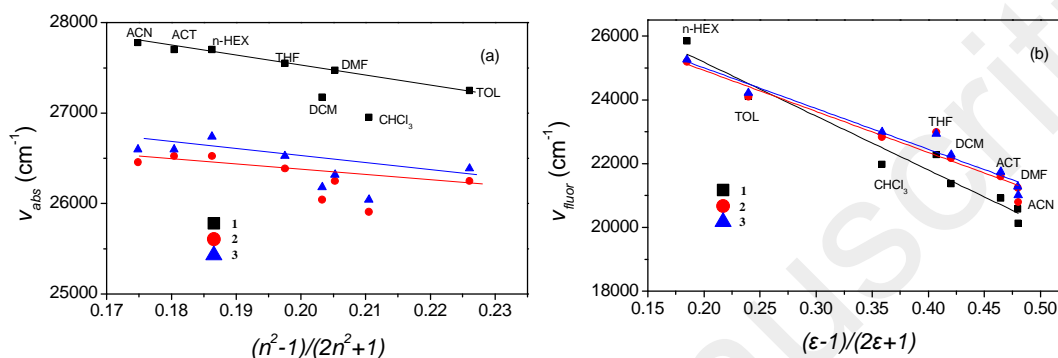 (a)
28000
27000
26000
25000
ν_abs (cm⁻¹)
ACN
ACT
n-HEX
THF
DMF
DCM
CHCl₃
TOL
1
2
3
0.17 0.18 0.19 0.20 0.21 0.22 0.23
(n²-1)/(2n²+1)
(b)
26000
24000
22000
20000
18000
ν_fluor (cm⁻¹)
n-HEX
TOL
THF
DCM
CHCl₃
ACT
DMF
ACN
1
2
3
0.15 0.20 0.25 0.30 0.35 0.40 0.45 0.50
(ε-1)/(2ε+1)
uscrit